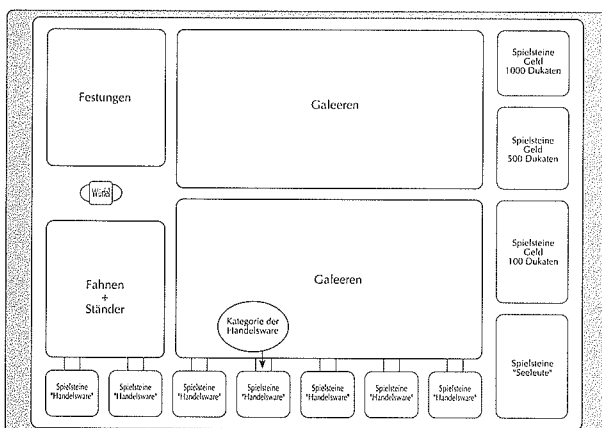 Festungen
Galeeren
Spielsteine
Geld
1000 Dukaten
Spielsteine
Geld
500 Dukaten
Würfel
Fahnen
+
Ständer
Galeeren
Spielsteine
Geld
100 Dukaten
Kategorie der
Handelsware
Spielsteine
"Seeleute"
Spielsteine
"Handelsware"
Spielsteine
"Handelsware"
Spielsteine
"Handelsware"
Spielsteine
"Handelsware"
Spielsteine
"Handelsware"
Spielsteine
"Handelsware"
Spielsteine
"Handelsware"